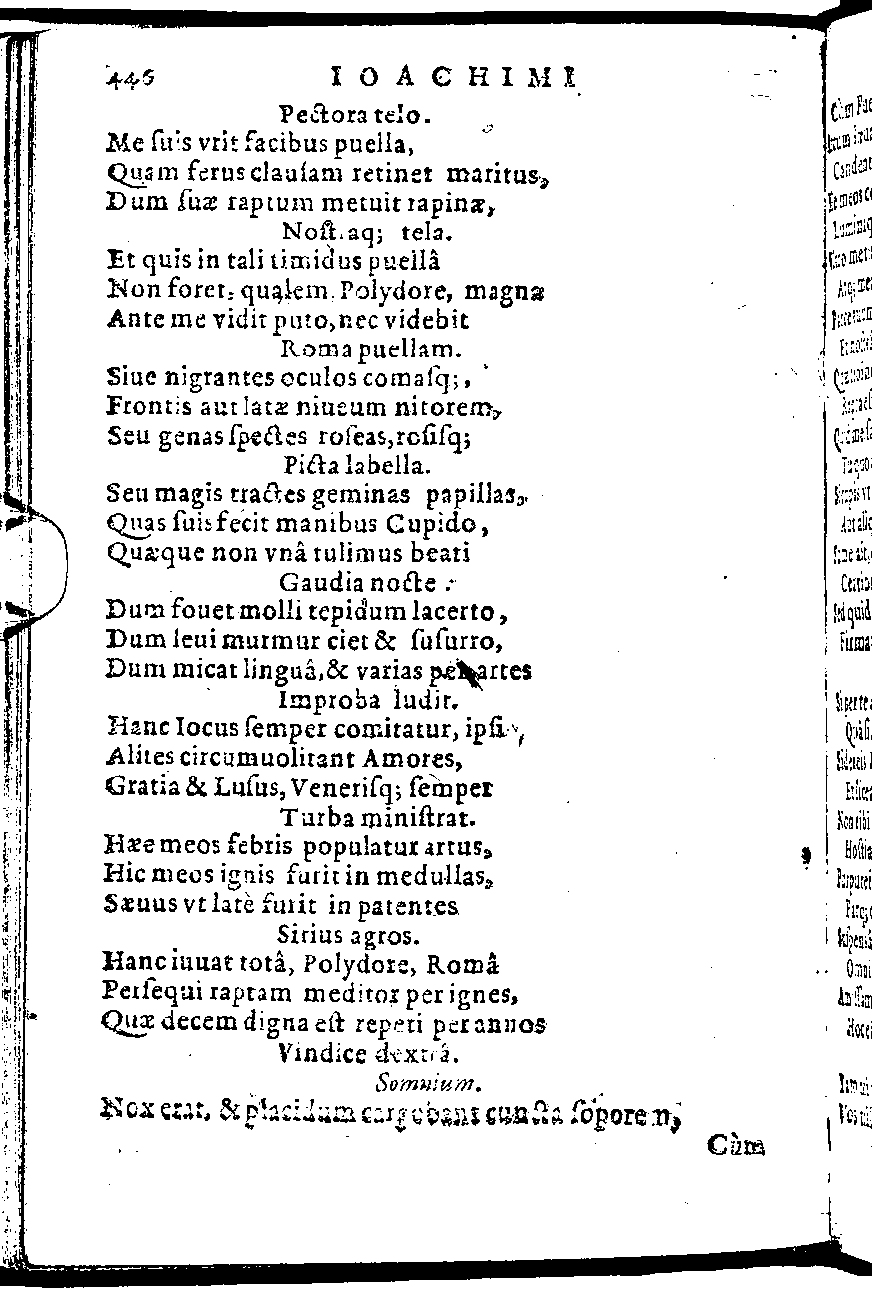 446 IOACHIMI
Pectora telo.
Me ſuis vrit facibus puella,
Quam ferus clauſam retinet maritus,
Dum ſuæ raptum metuit rapinæ,
Noct.aq; tela.
Et quis in tali timidus puellâ
Non foret: qualem, Polydore, magnæ
Ante me vidit puto, nec videbit
Roma puellam.
Siue nigrantes oculos comaſq;,
Frontis aut latæ niueum nitorem,
Seu genas ſpectes roſeas, roſiſq;
Picta labella.
Seu magis tractes geminas papillas,
Quas ſuis fecit manibus Cupido,
Quæque non vnâ tulimus beati
Gaudia nocte:
Dum fouet molli tepidum lacerto,
Dum leui murmur ciet & ſuſurro,
Dum micat linguâ, & varias per artes
Improba ludit.
Hanc Iocus ſemper comitatur, ipſi
Alites circumuolitant Amores,
Gratia & Luſus, Veneriſq; ſemper
Turba miniſtrat.
Hæe meos febris populatur artus,
Hic meos ignis furit in medullas,
Sæuus vt latè furit in patentes
Sirius agros.
Hanc iuuat totâ, Polydore, Româ
Perſequi raptam meditor per ignes,
Quæ decem digna eſt repeti per annos
Vindice dextrâ.
Somnium.
Nox erat, & placidum carpebant cuncta ſoporem,
Cùm